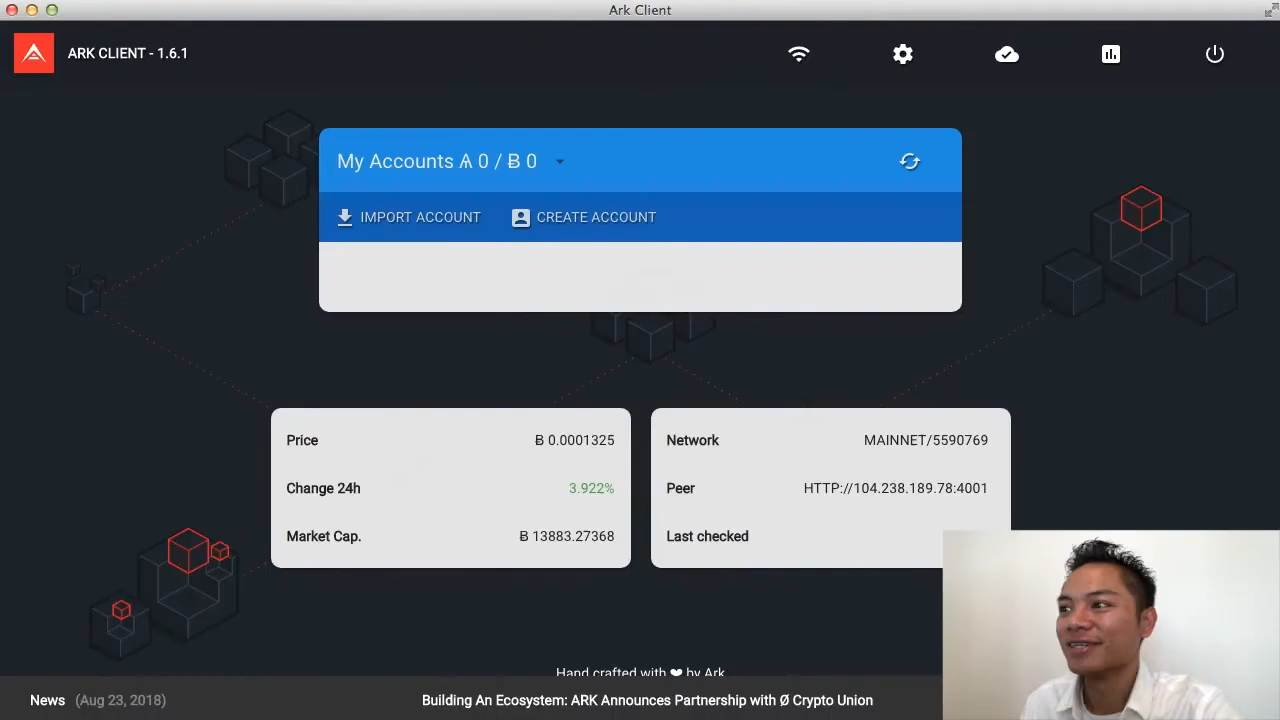 Ark Client
ARK CLIENT - 1.6.1
My Accounts Ѧ 0 / Ƀ 0
IMPORT ACCOUNT
CREATE ACCOUNT
Price Ƀ 0.0001325
Change 24h 3.922%
Market Cap. Ƀ 13883.27368
Network MAINNET/5590769
Peer HTTP://104.238.189.78:4001
Last checked
Hand crafted with ❤ by Ark
News (Aug 23, 2018) Building An Ecosystem: ARK Announces Partnership with Ø Crypto Union